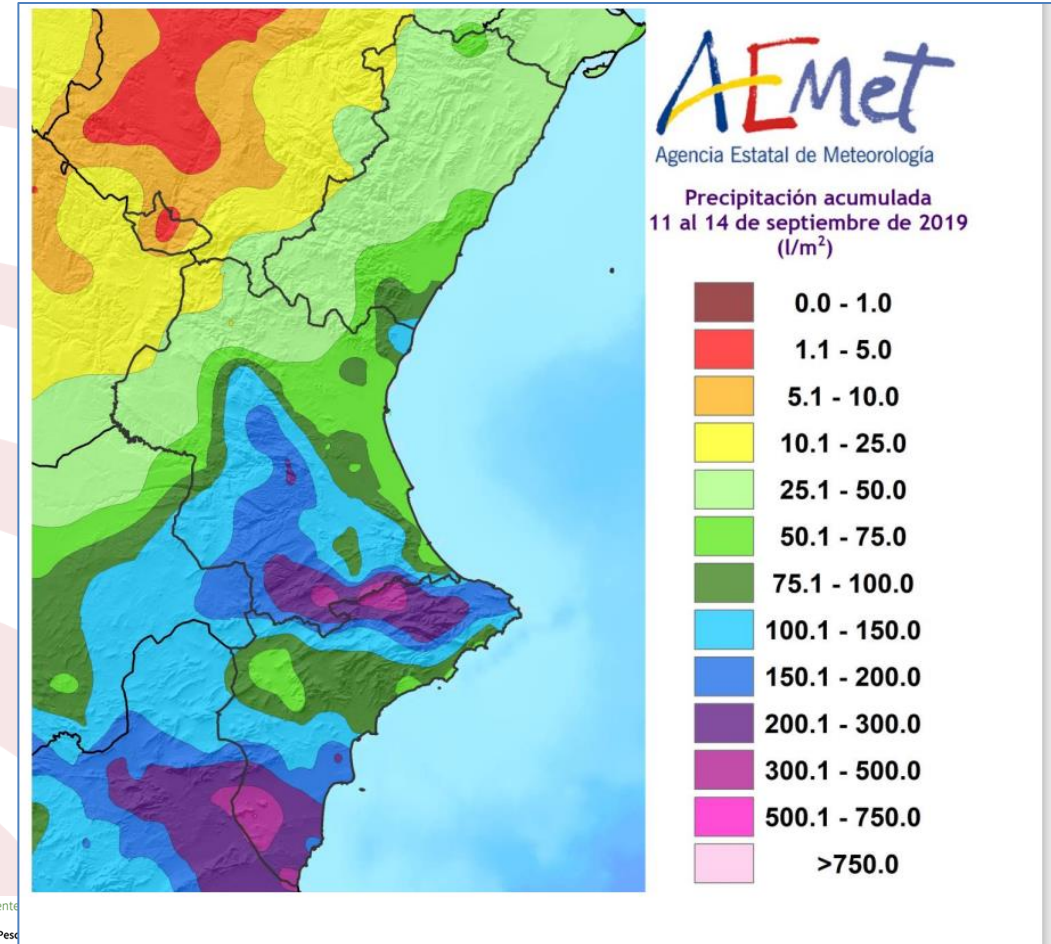 AEMet
Agencia Estatal de Meteorología
Precipitación acumulada
11 al 14 de septiembre de 2019
(l/m²)
0.0 - 1.0
1.1 - 5.0
5.1 - 10.0
10.1 - 25.0
25.1 - 50.0
50.1 - 75.0
75.1 - 100.0
100.1 - 150.0
150.1 - 200.0
200.1 - 300.0
300.1 - 500.0
500.1 - 750.0
>750.0